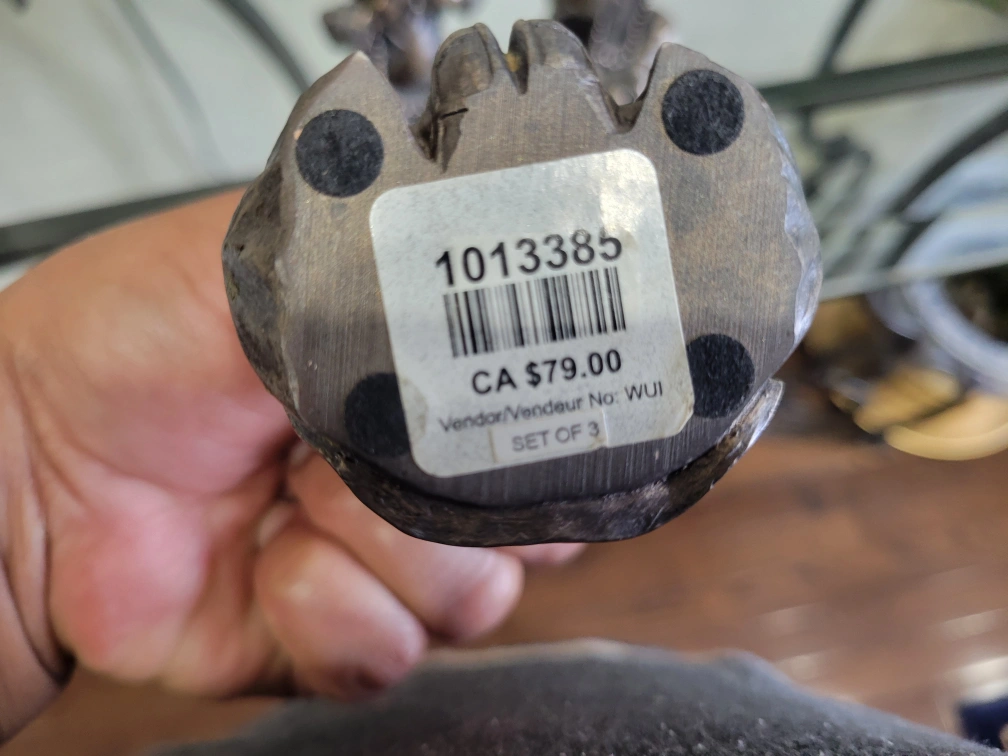 1013385
CA $79.00
Vendor/Vendeur No: WUI
SET OF 3